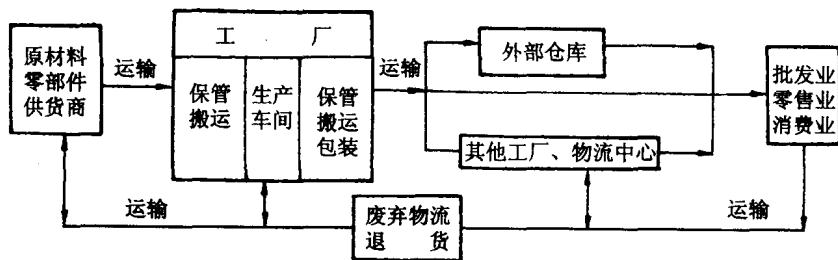 原材料
零部件
供货商
运输
工 厂
保管
搬运
生产
车间
保管
搬运
包装
运输
外部仓库
其他工厂、物流中心
批发业
零售业
消费业
运输
废弃物流
退 货
运输